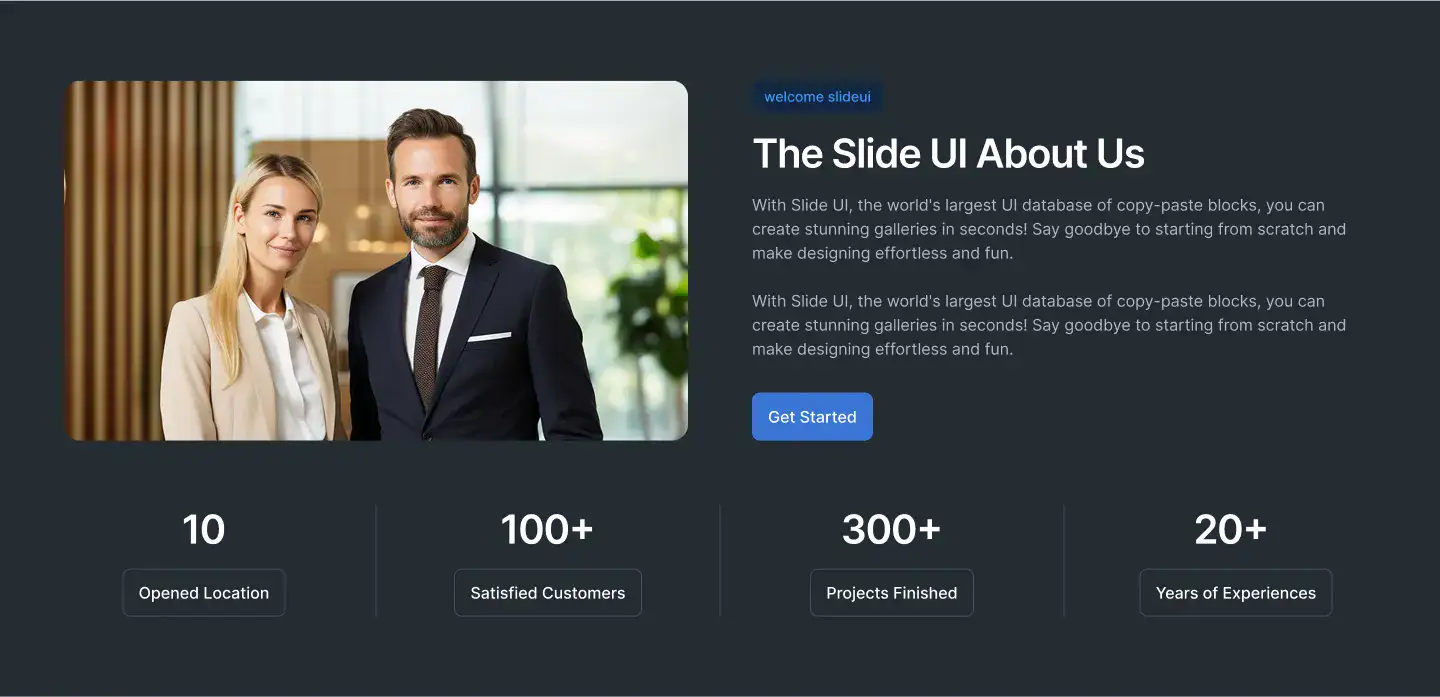 welcome slideui
The Slide UI About Us
With Slide UI, the world's largest UI database of copy-paste blocks, you can
create stunning galleries in seconds! Say goodbye to starting from scratch and
make designing effortless and fun.
With Slide UI, the world's largest UI database of copy-paste blocks, you can
create stunning galleries in seconds! Say goodbye to starting from scratch and
make designing effortless and fun.
Get Started
10
Opened Location
100+
Satisfied Customers
300+
Projects Finished
20+
Years of Experiences